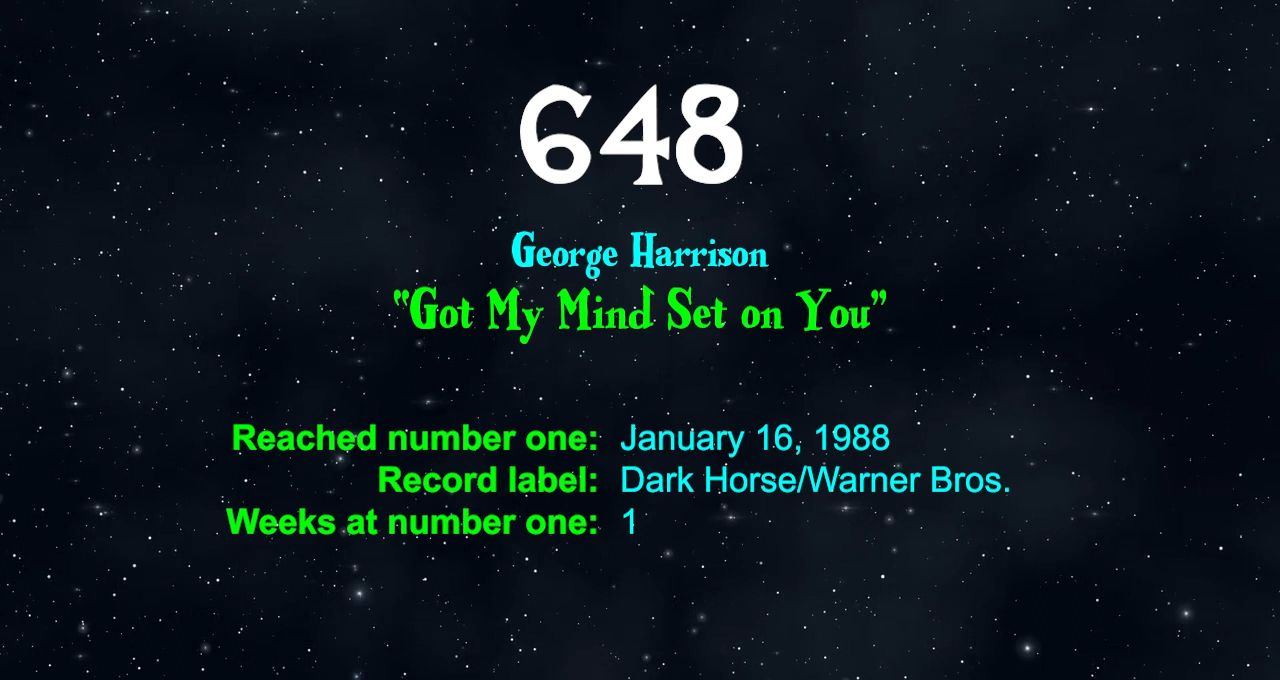 648
George Harrison
“Got My Mind Set on You”
Reached number one: January 16, 1988
Record label: Dark Horse/Warner Bros.
Weeks at number one: 1